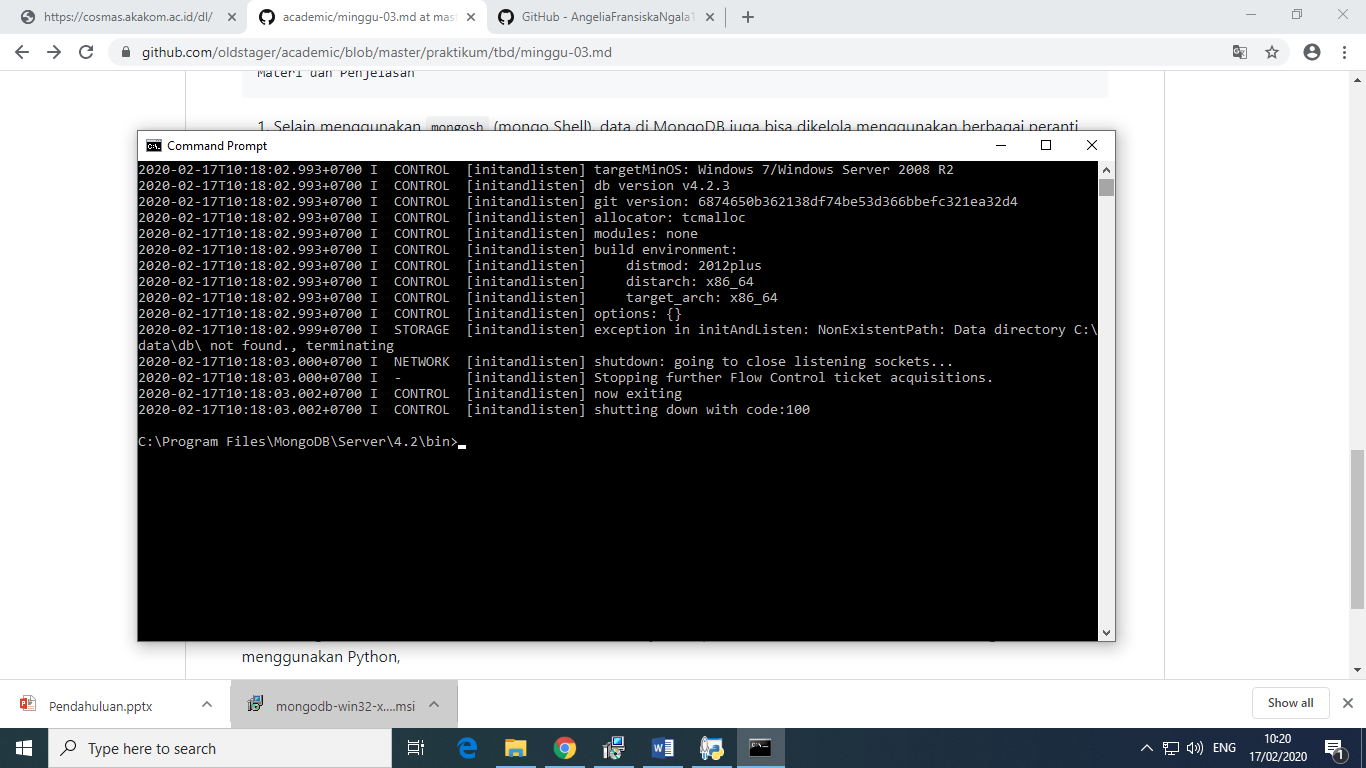 https://cosmas.akakom.ac.id/dl/
academic/minggu-03.md at mast
GitHub - AngeliaFransiskaNgala1
github.com/oldstager/academic/blob/master/praktikum/tbd/minggu-03.md
Materi dan Penjelasan
1. Selain menggunakan mongosh (mongo Shell), data di MongoDB juga bisa dikelola menggunakan berbagai peranti
Command Prompt
2020-02-17T10:18:02.993+0700 I  CONTROL  [initandlisten] targetMinOS: Windows 7/Windows Server 2008 R2
2020-02-17T10:18:02.993+0700 I  CONTROL  [initandlisten] db version v4.2.3
2020-02-17T10:18:02.993+0700 I  CONTROL  [initandlisten] git version: 6874650b362138df74be53d366bbefc321ea32d4
2020-02-17T10:18:02.993+0700 I  CONTROL  [initandlisten] allocator: tcmalloc
2020-02-17T10:18:02.993+0700 I  CONTROL  [initandlisten] modules: none
2020-02-17T10:18:02.993+0700 I  CONTROL  [initandlisten] build environment:
2020-02-17T10:18:02.993+0700 I  CONTROL  [initandlisten]     distmod: 2012plus
2020-02-17T10:18:02.993+0700 I  CONTROL  [initandlisten]     distarch: x86_64
2020-02-17T10:18:02.993+0700 I  CONTROL  [initandlisten]     target_arch: x86_64
2020-02-17T10:18:02.993+0700 I  CONTROL  [initandlisten] options: {}
2020-02-17T10:18:02.999+0700 I  STORAGE  [initandlisten] exception in initAndListen: NonExistentPath: Data directory C:\
data\db\ not found., terminating
2020-02-17T10:18:03.000+0700 I  NETWORK  [initandlisten] shutdown: going to close listening sockets...
2020-02-17T10:18:03.000+0700 I  -        [initandlisten] Stopping further Flow Control ticket acquisitions.
2020-02-17T10:18:03.002+0700 I  CONTROL  [initandlisten] now exiting
2020-02-17T10:18:03.002+0700 I  CONTROL  [initandlisten] shutting down with code:100
C:\Program Files\MongoDB\Server\4.2\bin>
menggunakan Python,
Pendahuluan.pptx
mongodb-win32-x....msi
Show all
Type here to search
ENG
10:20
17/02/2020
1